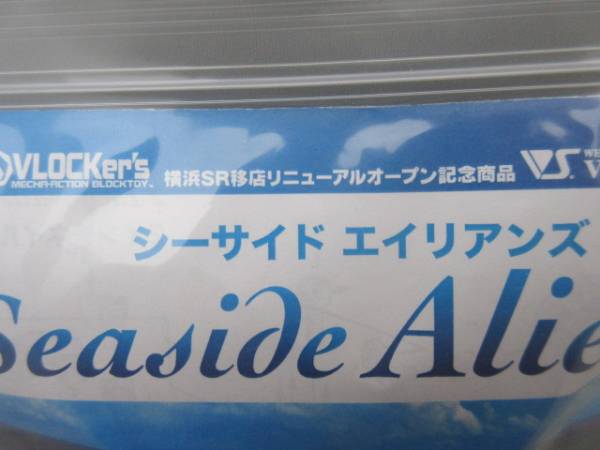 VLOCKer's
MECHA-ACTION BLOCKTOY
横浜SR移店リニューアルオープン記念商品
VS
シーサイド エイリアンズ
Seaside Alie